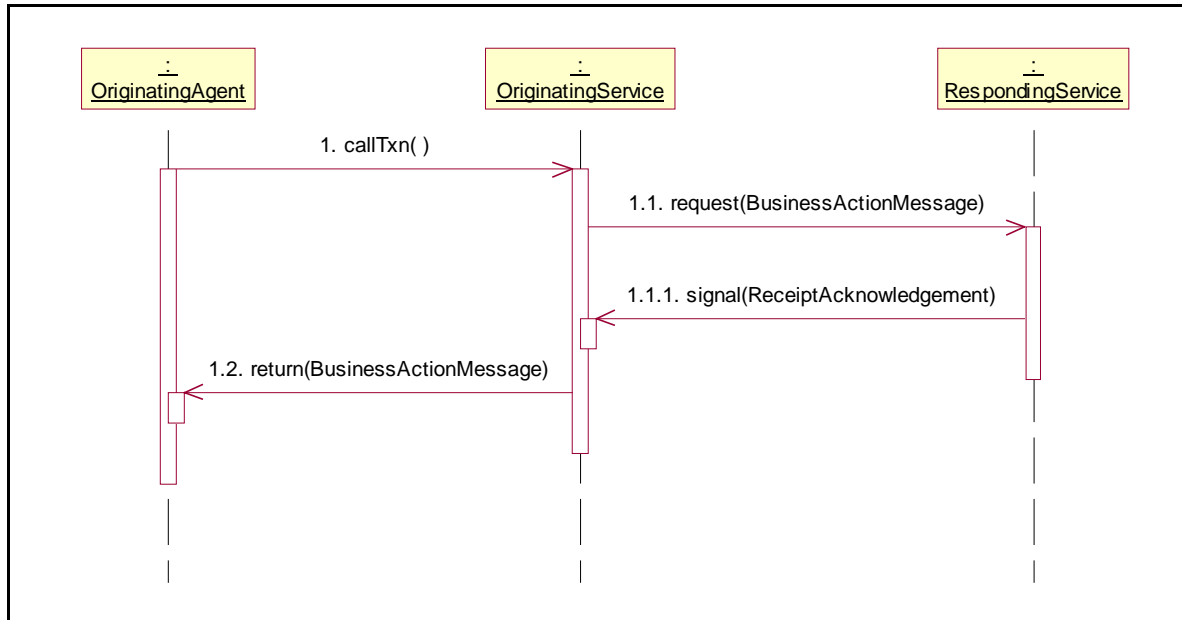 :
OriginatingAgent
:
OriginatingService
:
RespondingService
1. callTxn( )
1.1. request(BusinessActionMessage)
1.1.1. signal(ReceiptAcknowledgement)
1.2. return(BusinessActionMessage)